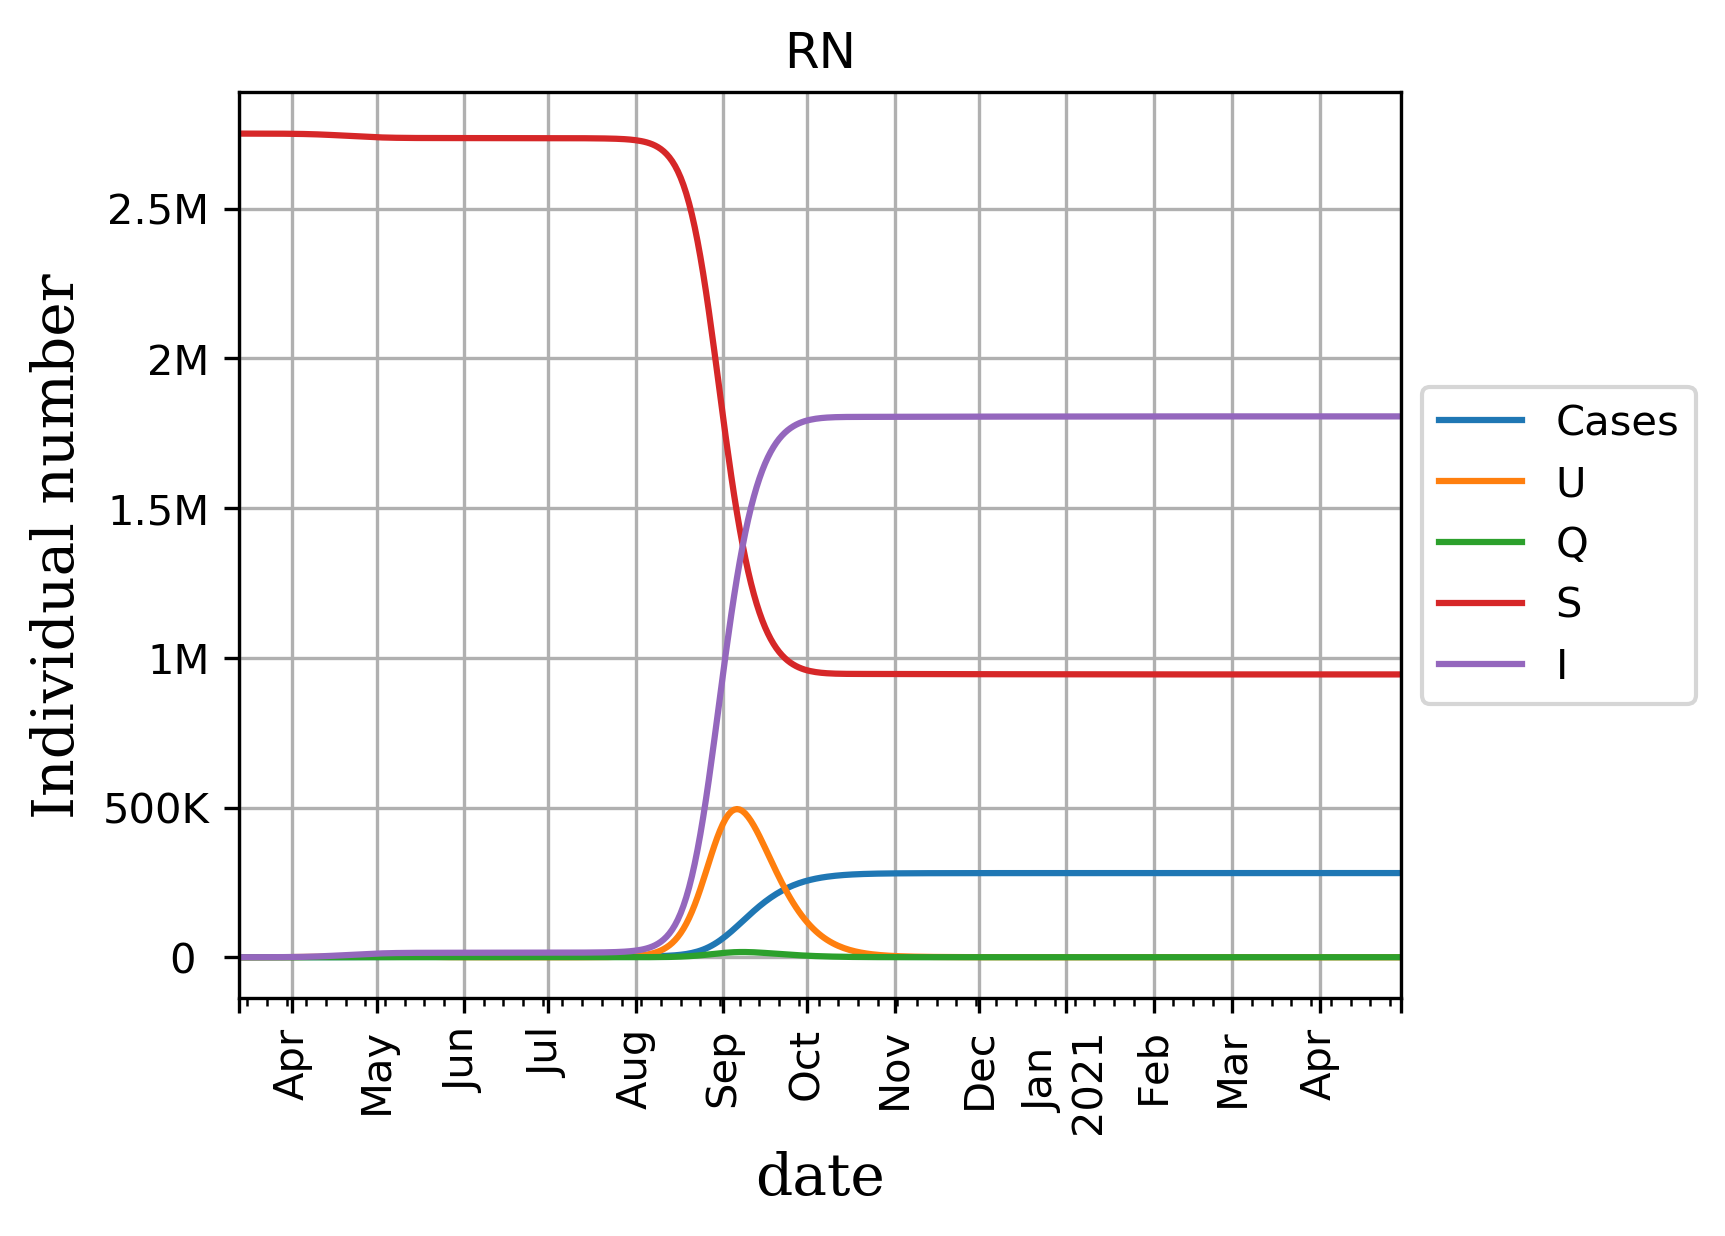 RN
Individual number
2.5M
2M
1.5M
1M
500K
0
Apr
May
Jun
Jul
Aug
Sep
Oct
Nov
Dec
Jan
2021
Feb
Mar
Apr
date
Cases
U
Q
S
I